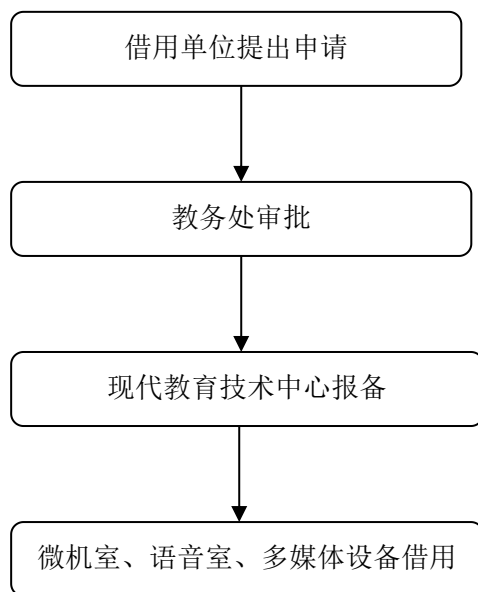 借用单位提出申请
教务处审批
现代教育技术中心报备
微机室、语音室、多媒体设备借用